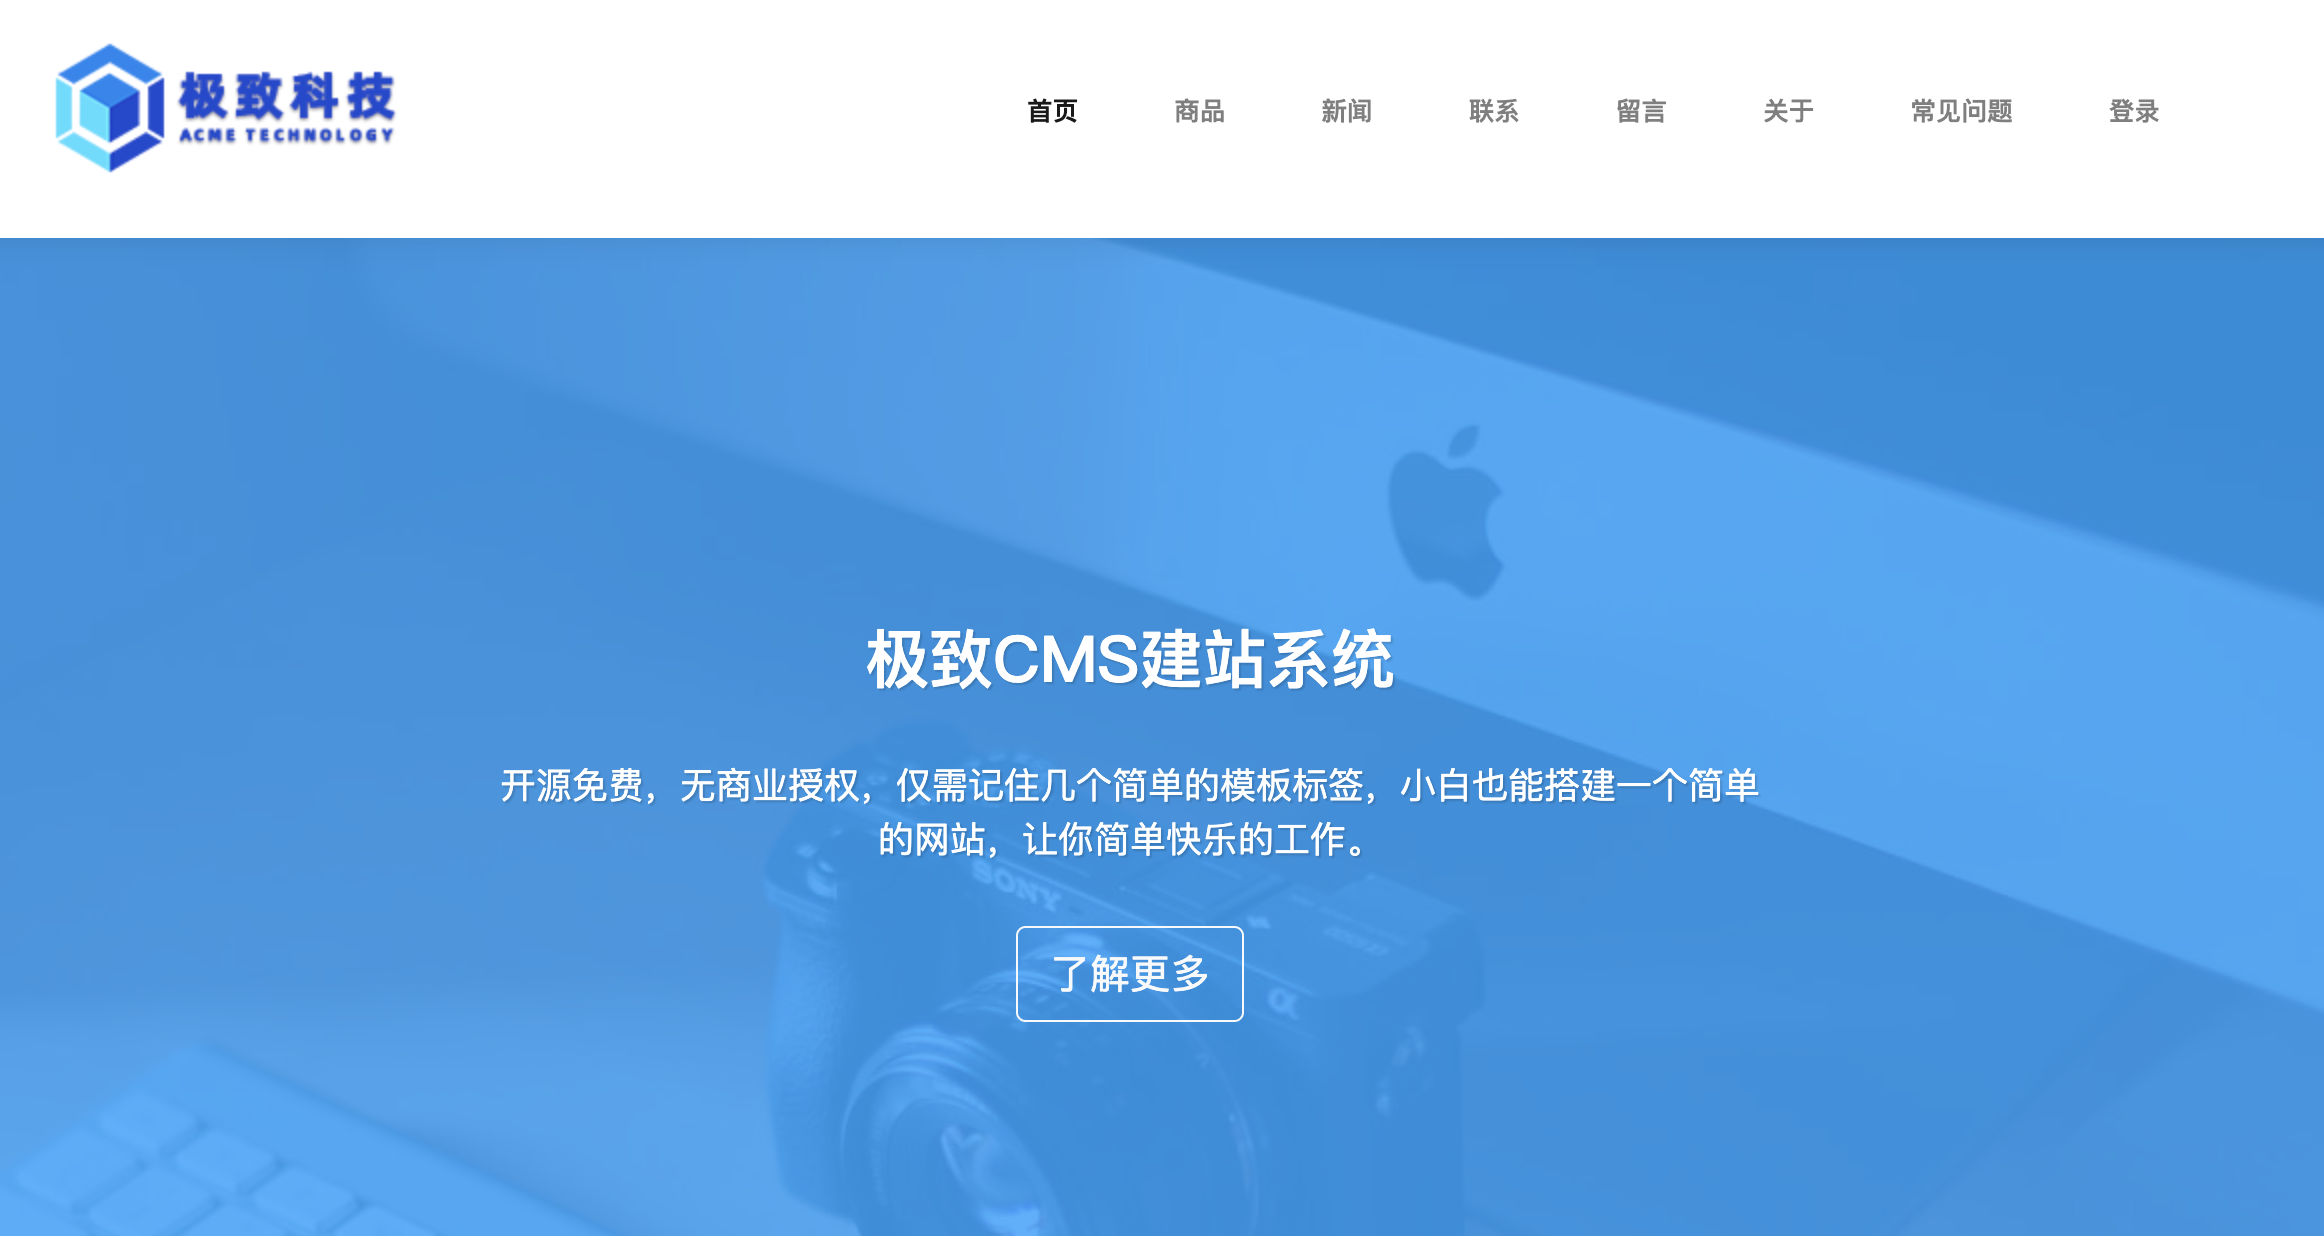 极致科技
ACME TECHNOLOGY
首页 商品 新闻 联系 留言 关于 常见问题 登录
极致CMS建站系统
开源免费，无商业授权，仅需记住几个简单的模板标签，小白也能搭建一个简单
的网站，让你简单快乐的工作。
SONY
α
了解更多